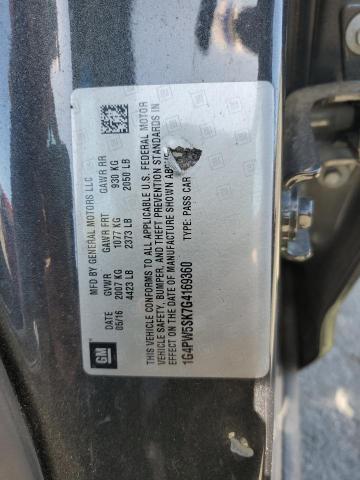 MFD BY GENERAL MOTORS LLC
DATE GVWR GAWR FRT GAWR RR
05/16 2007 KG 1077 KG 930 KG
4423 LB 2373 LB 2050 LB
THIS VEHICLE CONFORMS TO ALL APPLICABLE U.S. FEDERAL MOTOR
VEHICLE SAFETY, BUMPER, AND THEFT PREVENTION STANDARDS IN
EFFECT ON THE DATE OF MANUFACTURE SHOWN ABOVE.
1G4PW5SK7G4169360 TYPE: PASS CAR
GM